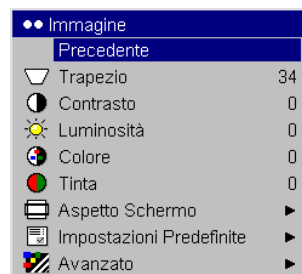 Immagine
Precedente
Trapezio 34
Contrasto 0
Luminosità 0
Colore 0
Tinta 0
Aspetto Schermo
Impostazioni Predefinite
Avanzato